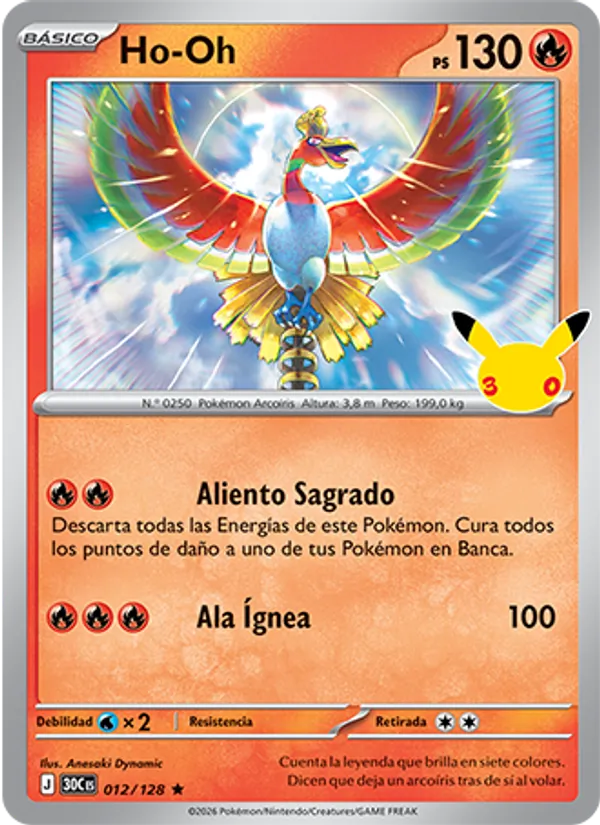 BÁSICO
Ho-Oh
PS 130
N.º 0250 Pokémon Arcoíris Altura: 3,8 m Peso: 199,0 kg
3 0
Aliento Sagrado
Descarta todas las Energías de este Pokémon. Cura todos
los puntos de daño a uno de tus Pokémon en Banca.
Ala Ígnea 100
Debilidad × 2 Resistencia Retirada
Ilus. Anesaki Dynamic
Cuenta la leyenda que brilla en siete colores.
Dicen que deja un arcoíris tras de sí al volar.
J 30C ES 012/128 ★
©2026 Pokémon/Nintendo/Creatures/GAME FREAK